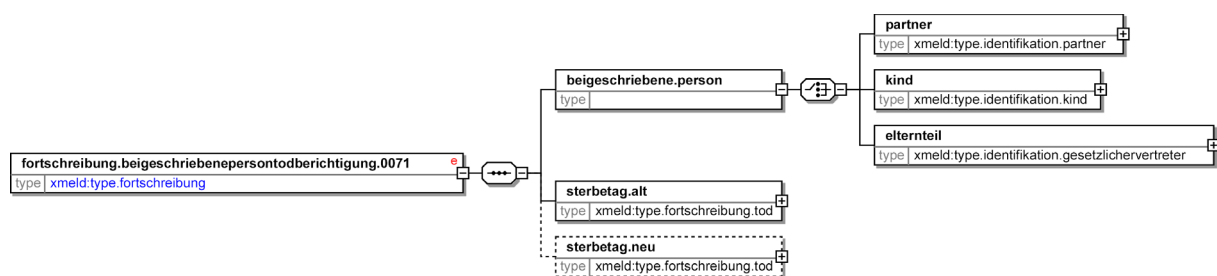 fortschreibung.beigeschriebenepersontodberichtigung.0071 e
type xmeld:type.fortschreibung
beigeschriebene.person
type
partner
type xmeld:type.identifikation.partner
kind
type xmeld:type.identifikation.kind
elternteil
type xmeld:type.identifikation.gesetzlichervertreter
sterbetag.alt
type xmeld:type.fortschreibung.tod
sterbetag.neu
type xmeld:type.fortschreibung.tod